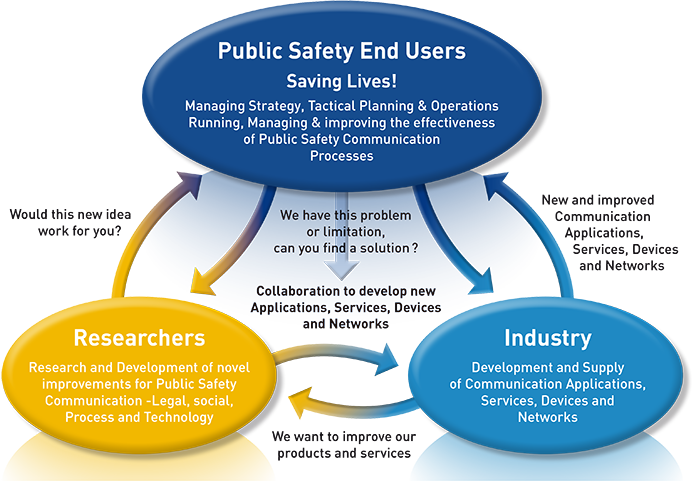 Public Safety End Users
Saving Lives!
Managing Strategy, Tactical Planning & Operations
Running, Managing & improving the effectiveness
of Public Safety Communication
Processes
Would this new idea
work for you?
We have this problem
or limitation,
can you find a solution ?
New and improved
Communication
Applications,
Services, Devices
and Networks
Collaboration to develop new
Applications, Services, Devices
and Networks
Researchers
Research and Development of novel
improvements for Public Safety
Communication -Legal, social,
Process and Technology
Industry
Development and Supply
of Communication Applications,
Services, Devices and
Networks
We want to improve our
products and services